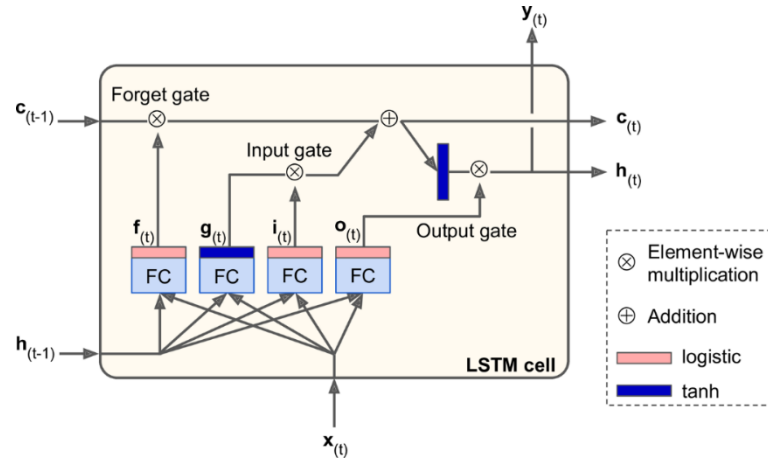 y(t)
Forget gate
c(t-1)
c(t)
Input gate
h(t)
f(t)
g(t)
i(t)
o(t)
Output gate
FC
FC
FC
FC
h(t-1)
LSTM cell
x(t)
Element-wise
multiplication
Addition
logistic
tanh